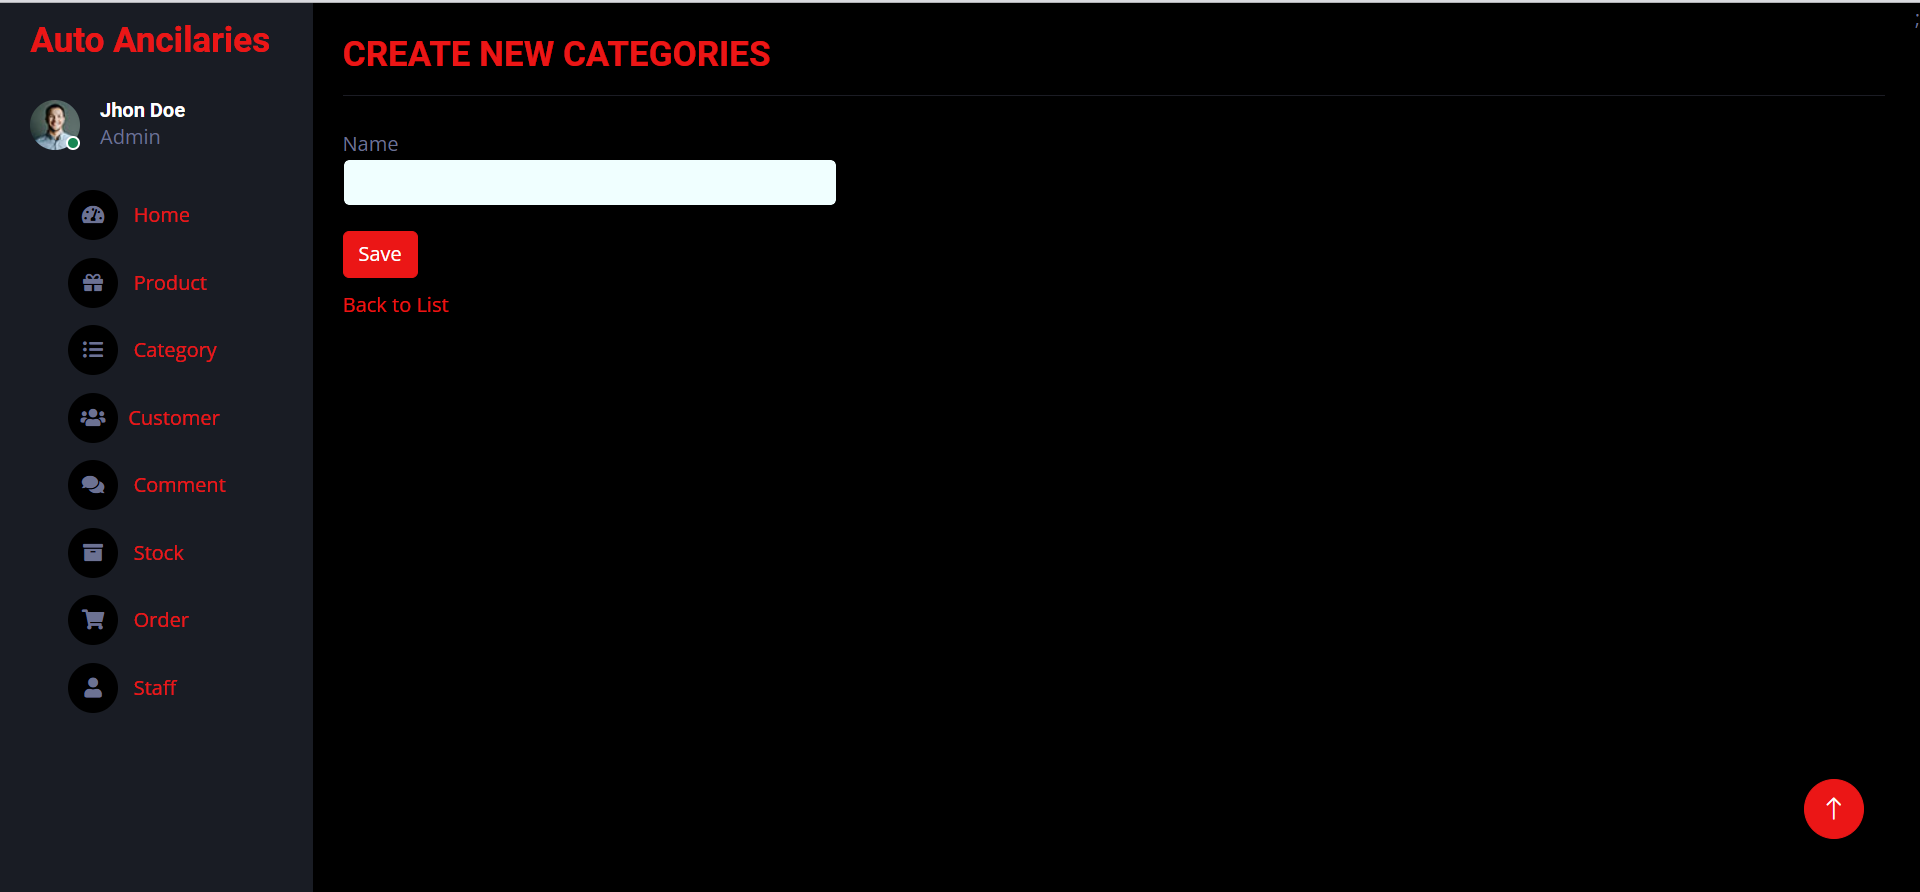 Auto Ancilaries
Jhon Doe
Admin
Home
Product
Category
Customer
Comment
Stock
Order
Staff
;
CREATE NEW CATEGORIES
Name
Save
Back to List